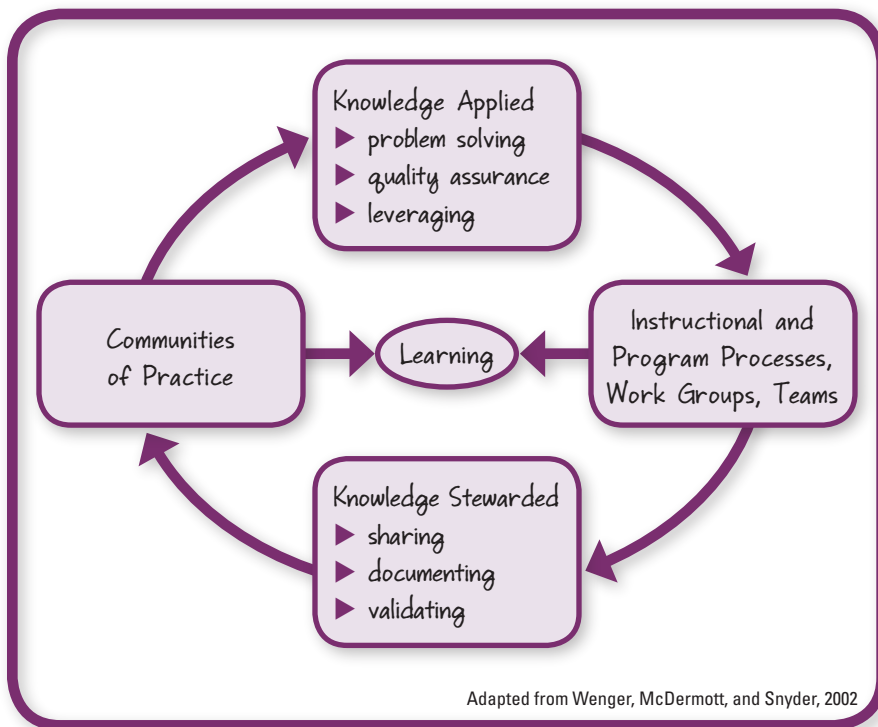 Knowledge Applied
▶ problem solving
▶ quality assurance
▶ leveraging
Communities
of Practice
Learning
Instructional and
Program Processes,
Work Groups, Teams
Knowledge Stewarded
▶ sharing
▶ documenting
▶ validating
Adapted from Wenger, McDermott, and Snyder, 2002